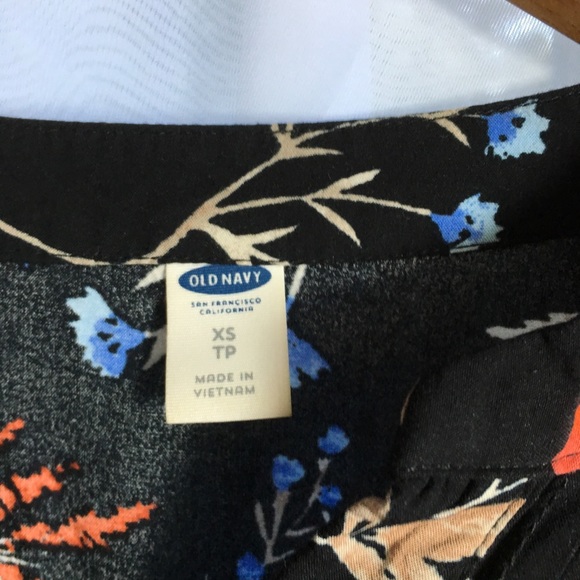 OLD NAVY
SAN FRANCISCO
CALIFORNIA
XS
TP
MADE IN
VIETNAM